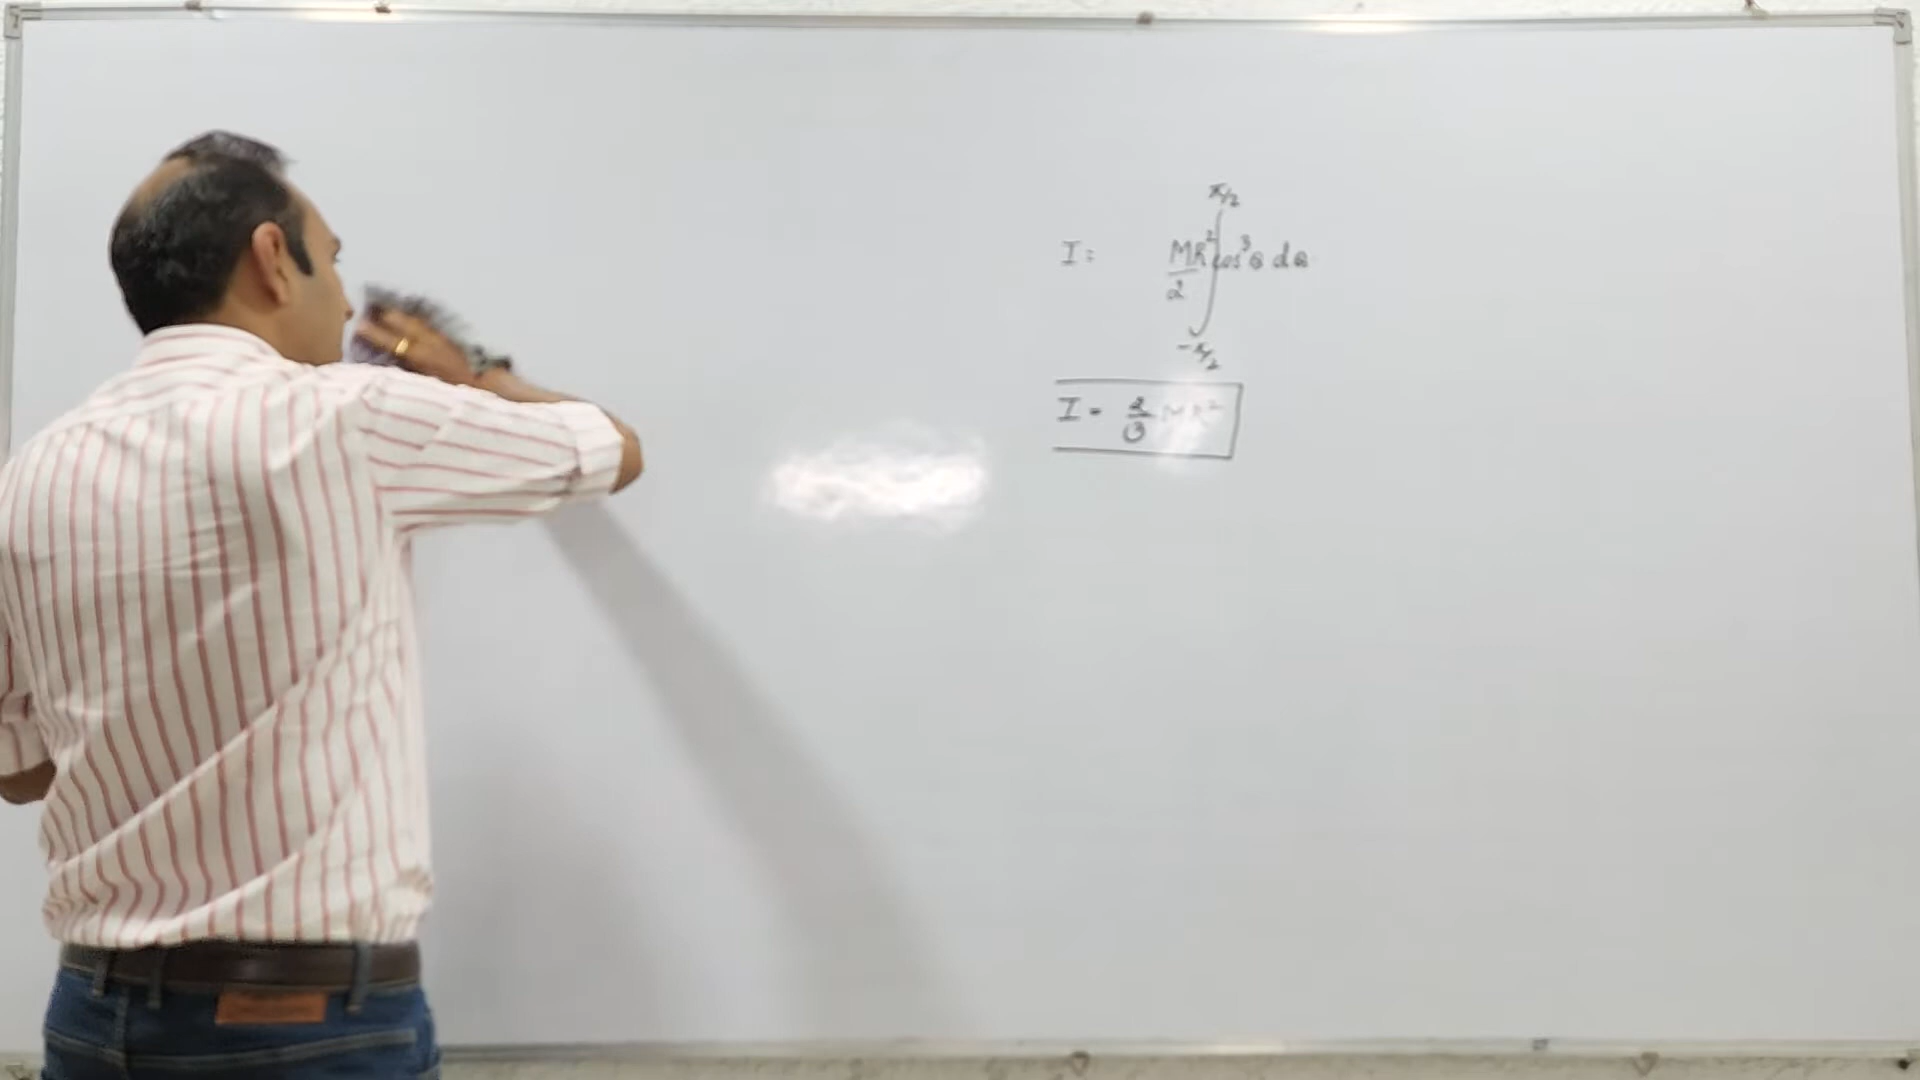 π/2
I = MR²/2 ∫ cos³θ dθ
-π/2
I = 2/3 MR²